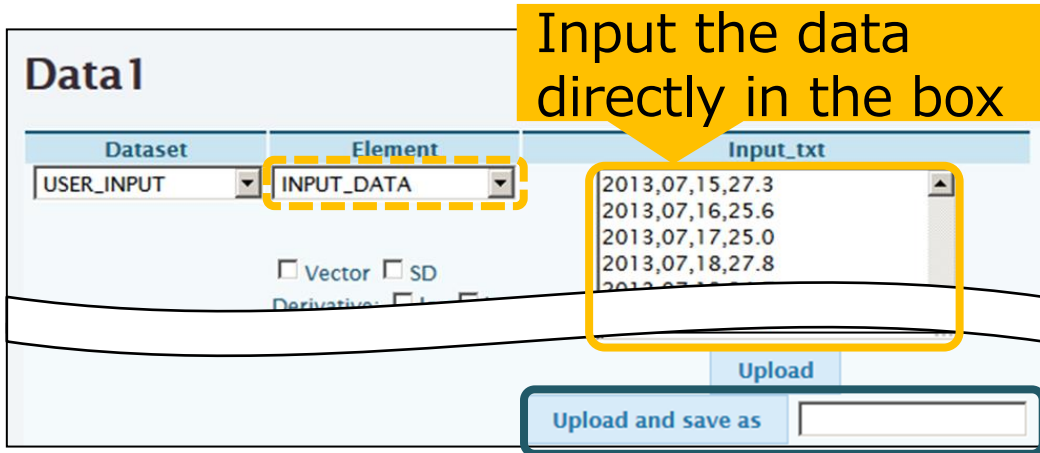 Input the data
directly in the box
Data1
Dataset Element Input_txt
USER_INPUT INPUT_DATA
2013,07,15,27.3
2013,07,16,25.6
2013,07,17,25.0
2013,07,18,27.8
Vector SD
Derivative:
Upload
Upload and save as